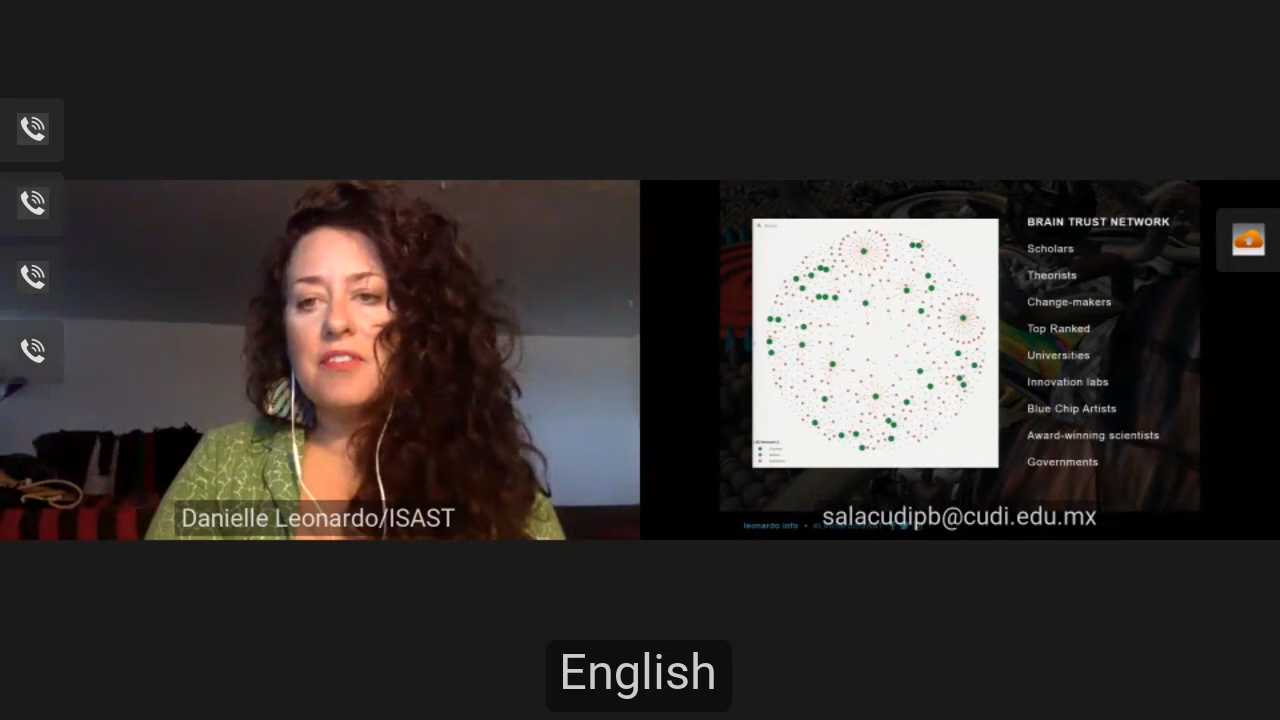 BRAIN TRUST NETWORK
Scholars
Theorists
Change-makers
Top Ranked
Universities
Innovation labs
Blue Chip Artists
Award-winning scientists
Governments
Danielle Leonardo/ISAST
salacudipb@cudi.edu.mx
leonardo info •
English